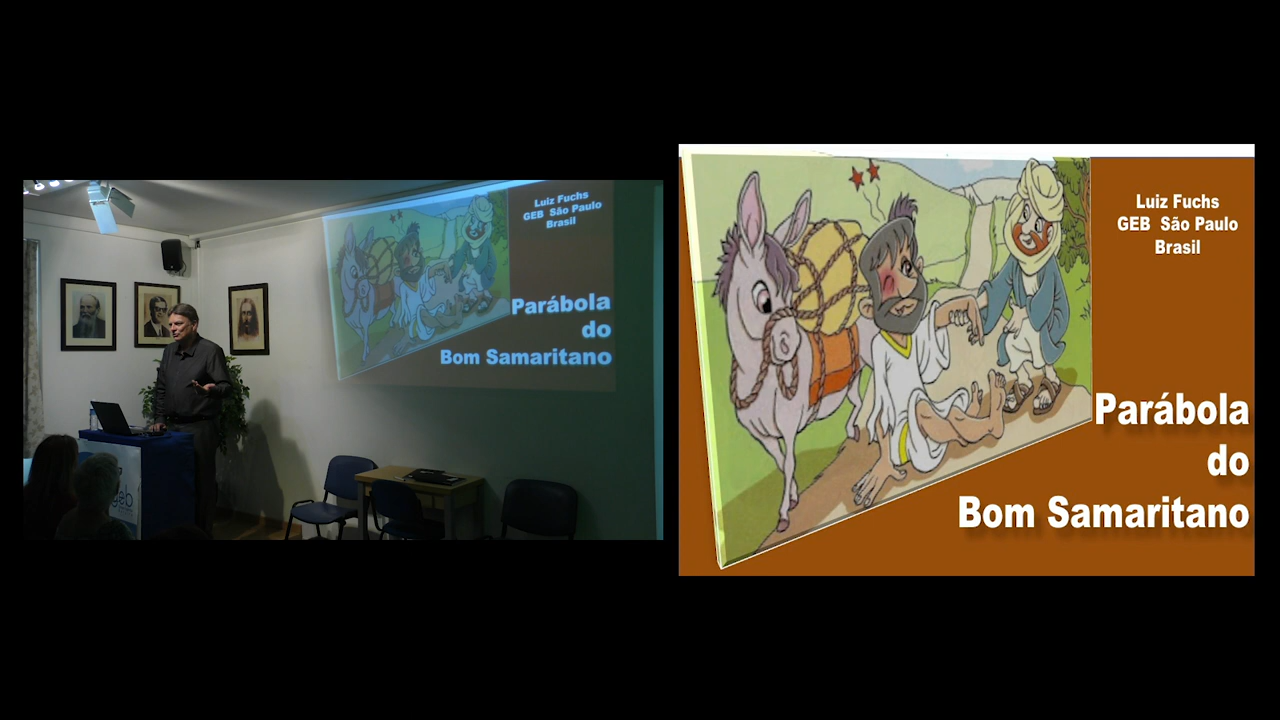 Luiz Fuchs
GEB São Paulo
Brasil
Parábola
do
Bom Samaritano
geb
Luiz Fuchs
GEB São Paulo
Brasil
Parábola
do
Bom Samaritano